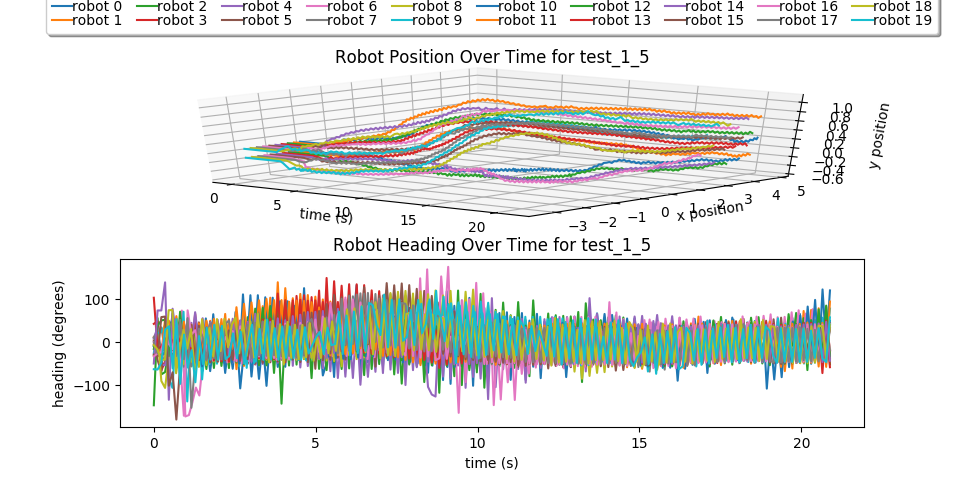 robot 0 robot 2 robot 4 robot 6 robot 8 robot 10 robot 12 robot 14 robot 16 robot 18
robot 1 robot 3 robot 5 robot 7 robot 9 robot 11 robot 13 robot 15 robot 17 robot 19
Robot Position Over Time for test_1_5
1.0
0.8
0.6
0.4
0.2
0.0
−0.2
−0.4
−0.6
y position
0 5 10 15 20
time (s)
−3 −2 −1 0 1 2 3 4 5
x position
Robot Heading Over Time for test_1_5
100
0
−100
heading (degrees)
0 5 10 15 20
time (s)